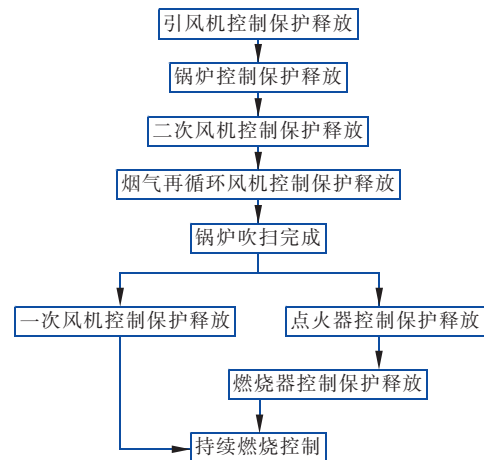 引风机控制保护释放
锅炉控制保护释放
二次风机控制保护释放
烟气再循环风机控制保护释放
锅炉吹扫完成
一次风机控制保护释放
点火器控制保护释放
燃烧器控制保护释放
持续燃烧控制